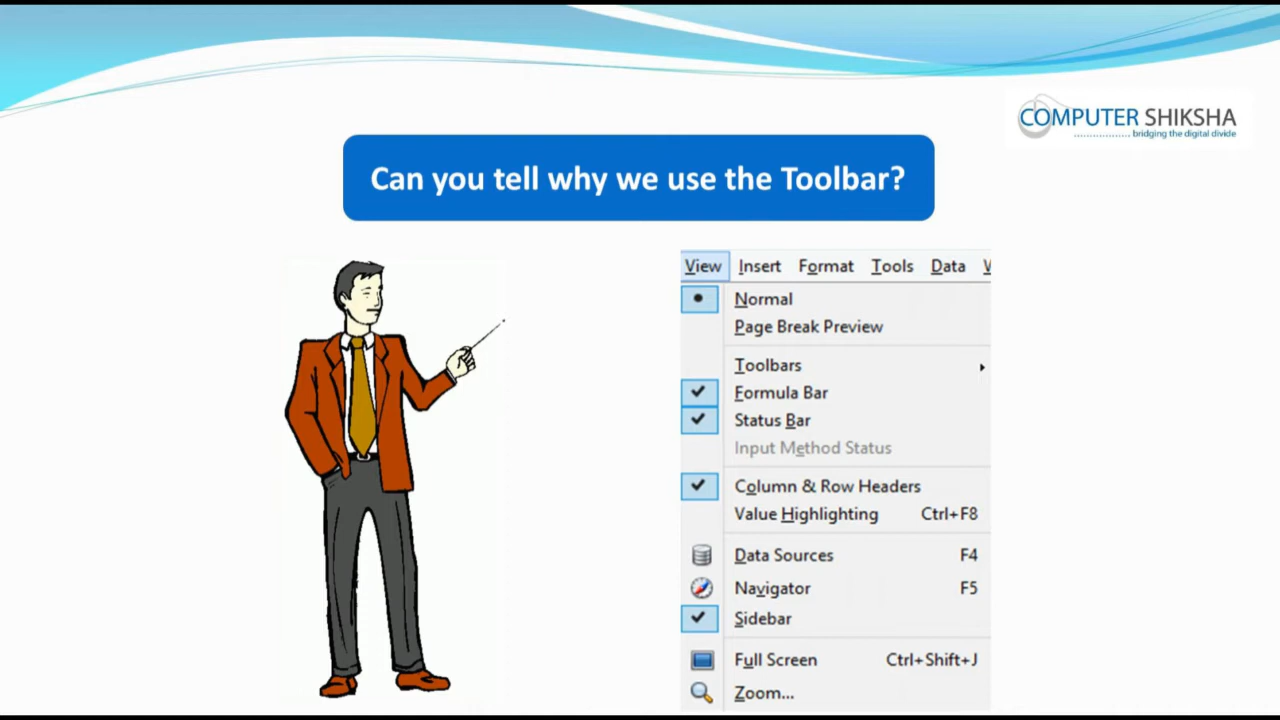 COMPUTER SHIKSHA
bridging the digital divide
Can you tell why we use the Toolbar?
View Insert Format Tools Data
Normal
Page Break Preview
Toolbars
Formula Bar
Status Bar
Input Method Status
Column & Row Headers
Value Highlighting Ctrl+F8
Data Sources F4
Navigator F5
Sidebar
Full Screen Ctrl+Shift+J
Zoom...